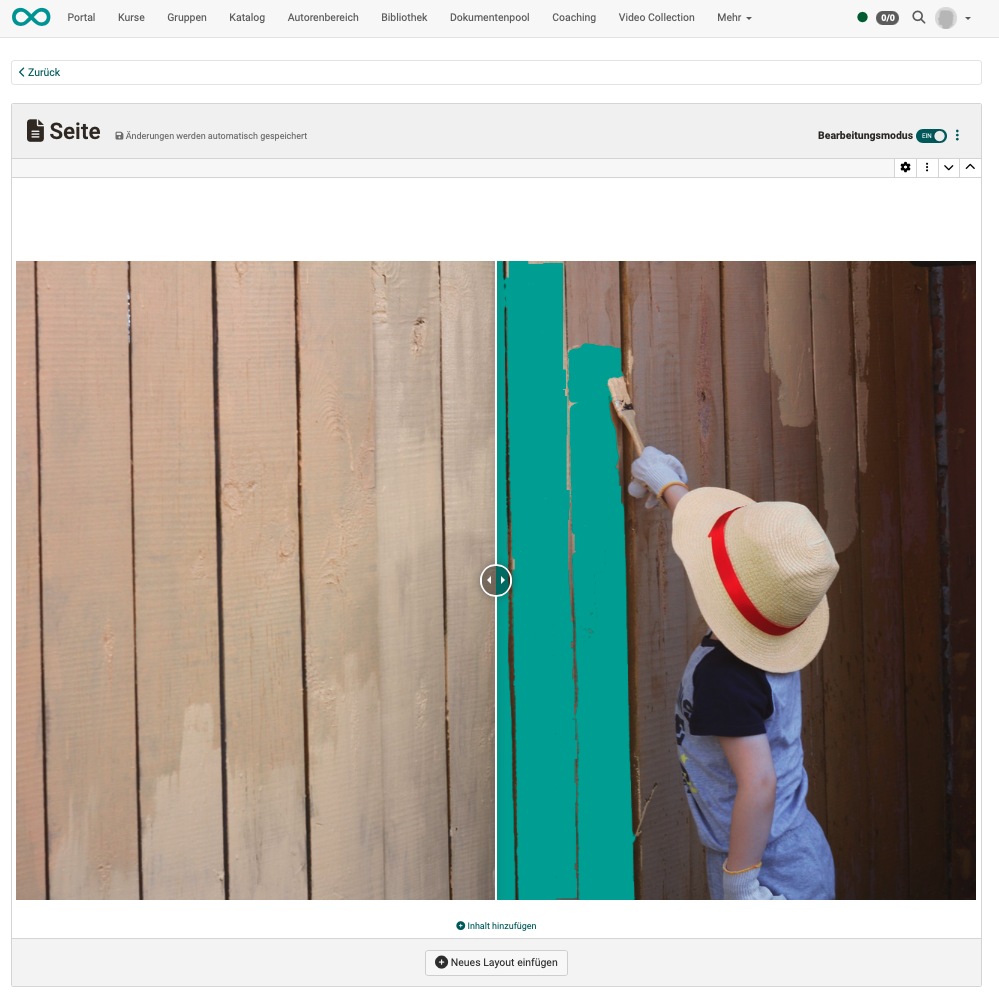 Portal Kurse Gruppen Katalog Autorenbereich Bibliothek Dokumentenpool Coaching Video Collection Mehr 0/0
Zurück
Seite Änderungen werden automatisch gespeichert Bearbeitungsmodus EIN
Inhalt hinzufügen
Neues Layout einfügen